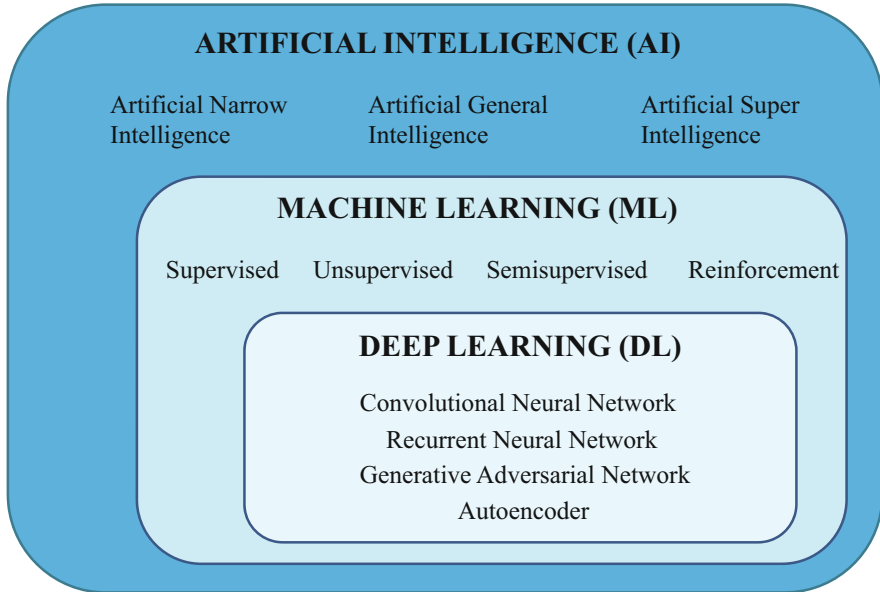 ARTIFICIAL INTELLIGENCE (AI)
Artificial Narrow
Intelligence
Artificial General
Intelligence
Artificial Super
Intelligence
MACHINE LEARNING (ML)
Supervised Unsupervised Semisupervised Reinforcement
DEEP LEARNING (DL)
Convolutional Neural Network
Recurrent Neural Network
Generative Adversarial Network
Autoencoder